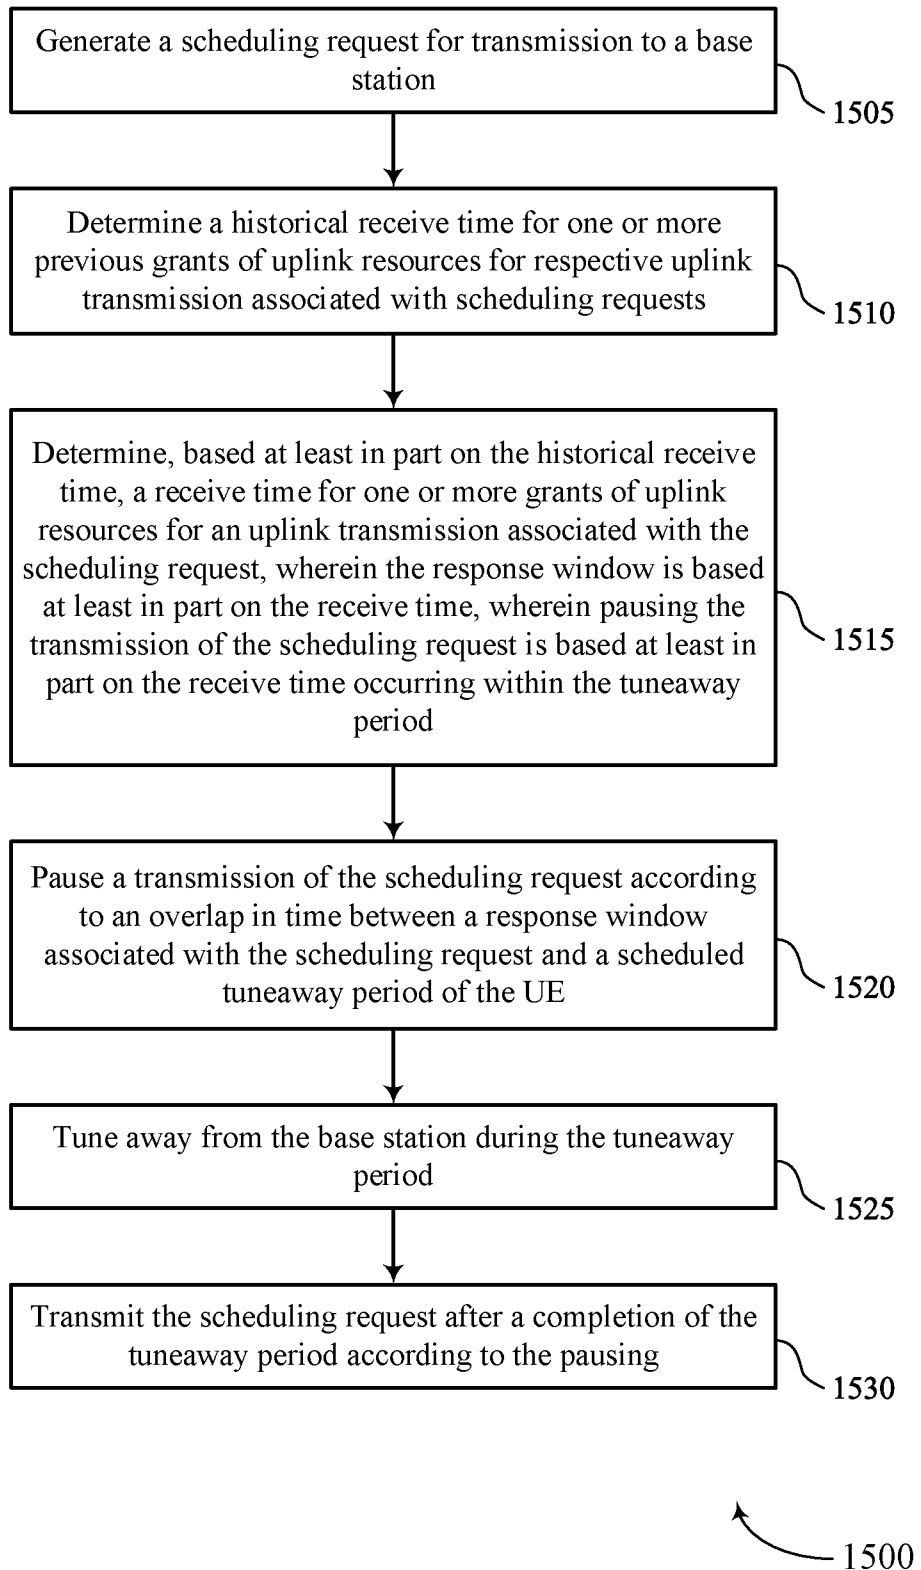 Generate a scheduling request for transmission to a base
station
1505
Determine a historical receive time for one or more
previous grants of uplink resources for respective uplink
transmission associated with scheduling requests
1510
Determine, based at least in part on the historical receive
time, a receive time for one or more grants of uplink
resources for an uplink transmission associated with the
scheduling request, wherein the response window is based
at least in part on the receive time, wherein pausing the
transmission of the scheduling request is based at least in
part on the receive time occurring within the tuneaway
period
1515
Pause a transmission of the scheduling request according
to an overlap in time between a response window
associated with the scheduling request and a scheduled
tuneaway period of the UE
1520
Tune away from the base station during the tuneaway
period
1525
Transmit the scheduling request after a completion of the
tuneaway period according to the pausing
1530
1500